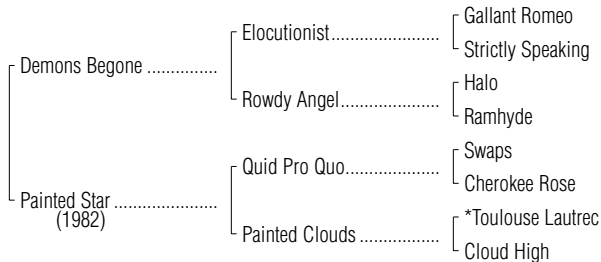 Gallant Romeo
Elocutionist....................
Strictly Speaking
Demons Begone ..............
Halo
Rowdy Angel..................
Ramhyde
Swaps
Quid Pro Quo.................
Cherokee Rose
Painted Star ....................
(1982)
*Toulouse Lautrec
Painted Clouds ...............
Cloud High